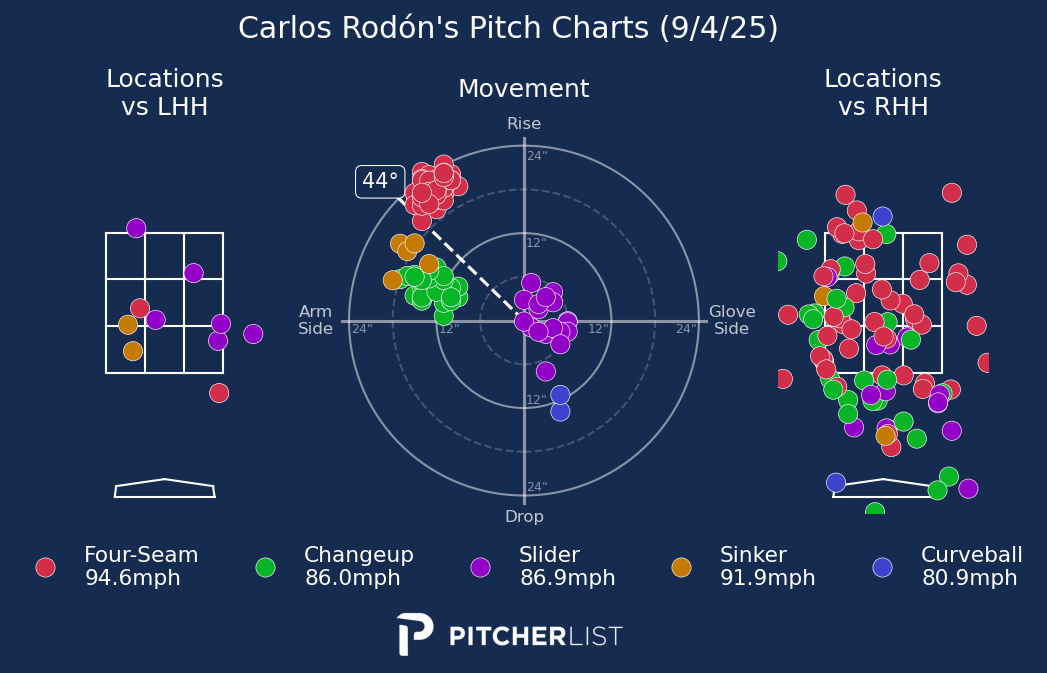 Carlos Rodón's Pitch Charts (9/4/25)
Locations
vs LHH
Movement
Locations
vs RHH
Rise
24"
44°
12"
Arm
Side
24"
12"
12"
24"
Glove
Side
12"
24"
Drop
Four-Seam
94.6mph
Changeup
86.0mph
Slider
86.9mph
Sinker
91.9mph
Curveball
80.9mph
PITCHERLIST